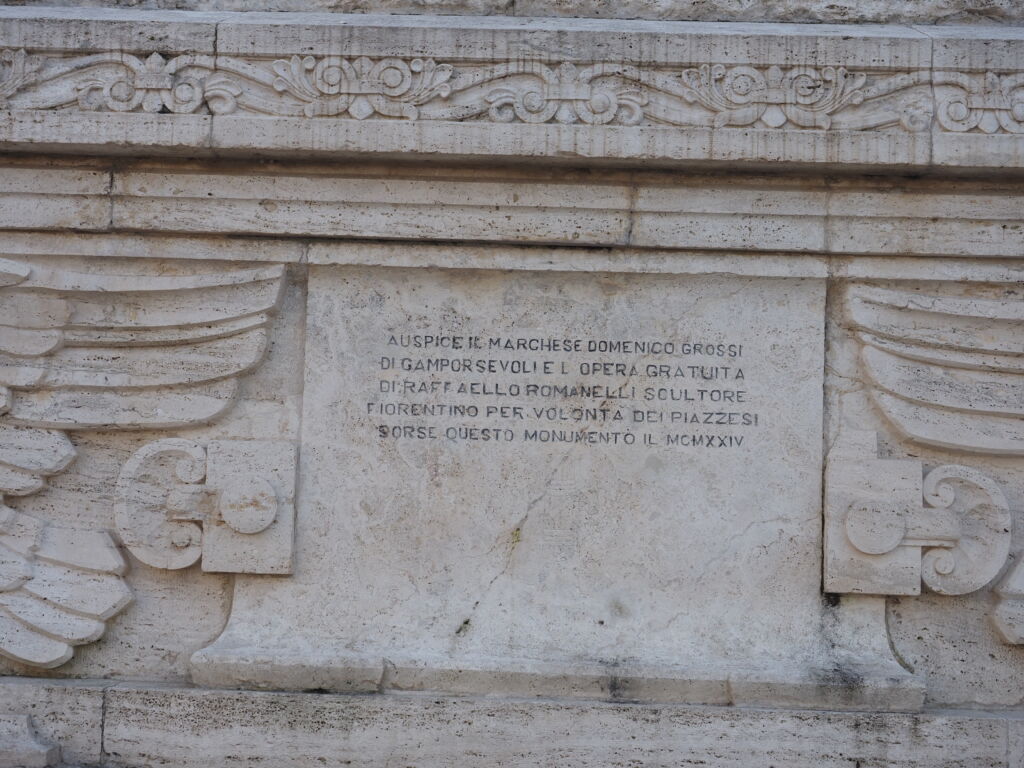 AUSPICE IL MARCHESE DOMENICO GROSSI
DI GAMPORSEVOLI E L OPERA GRATUITA
DI RAFFAELLO ROMANELLI SCULTORE
FIORENTINO PER VOLONTA DEI PIAZZESI
SORSE QUESTO MONUMENTO IL MCMXXIV